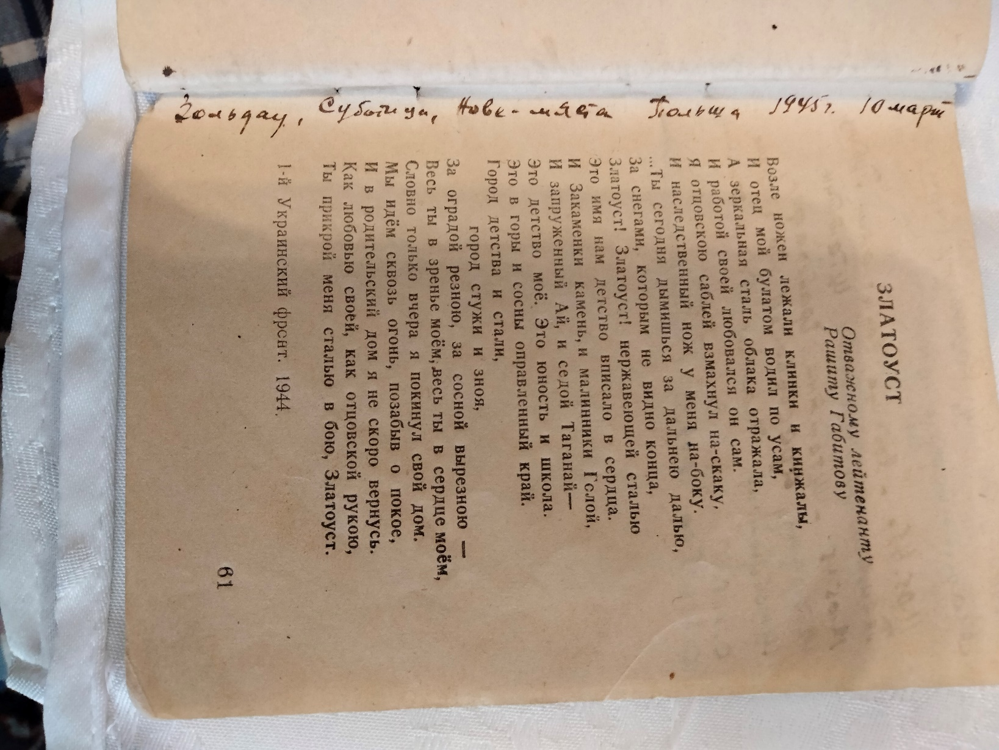 Зольдау, Суботица, Нове-мяста Польша 1945г. 10 март
ЗЛАТОУСТ
Отважному лейтенанту
Рашиту Габитову
Возле ножен лежали клинки и кинжалы,
И отец мой булатом водил по усам,
А зеркальная сталь облака отражала,
И работой своей любовался он сам.
Я отцовскою саблей взмахнул на-скаку,
И наследственный нож у меня на-боку.
...Ты сегодня дымишься за дальнею далью,
За снегами, которым не видно конца,
Златоуст! Златоуст! нержавеющей сталью
Это имя нам детство вписало в сердца.
И Закаменки камень, и малинники Гслой,
И запруженный Ай, и седой Таганай—
Это детство моё. Это юность и школа.
Это в горы и сосны оправленный край.
Город детства и стали,
город стужи и зноя,
За оградой резною, за сосной вырезною —
Весь ты в зренье моём, весь ты в сердце моём,
Словно только вчера я покинул свой дом.
Мы идём сквозь огонь, позабыв о покое,
И в родительский дом я не скоро вернусь.
Как любовью своей, как отцовской рукою,
Ты прикрой меня сталью в бою, Златоуст.
1-й Украинский фрснт. 1944.
61